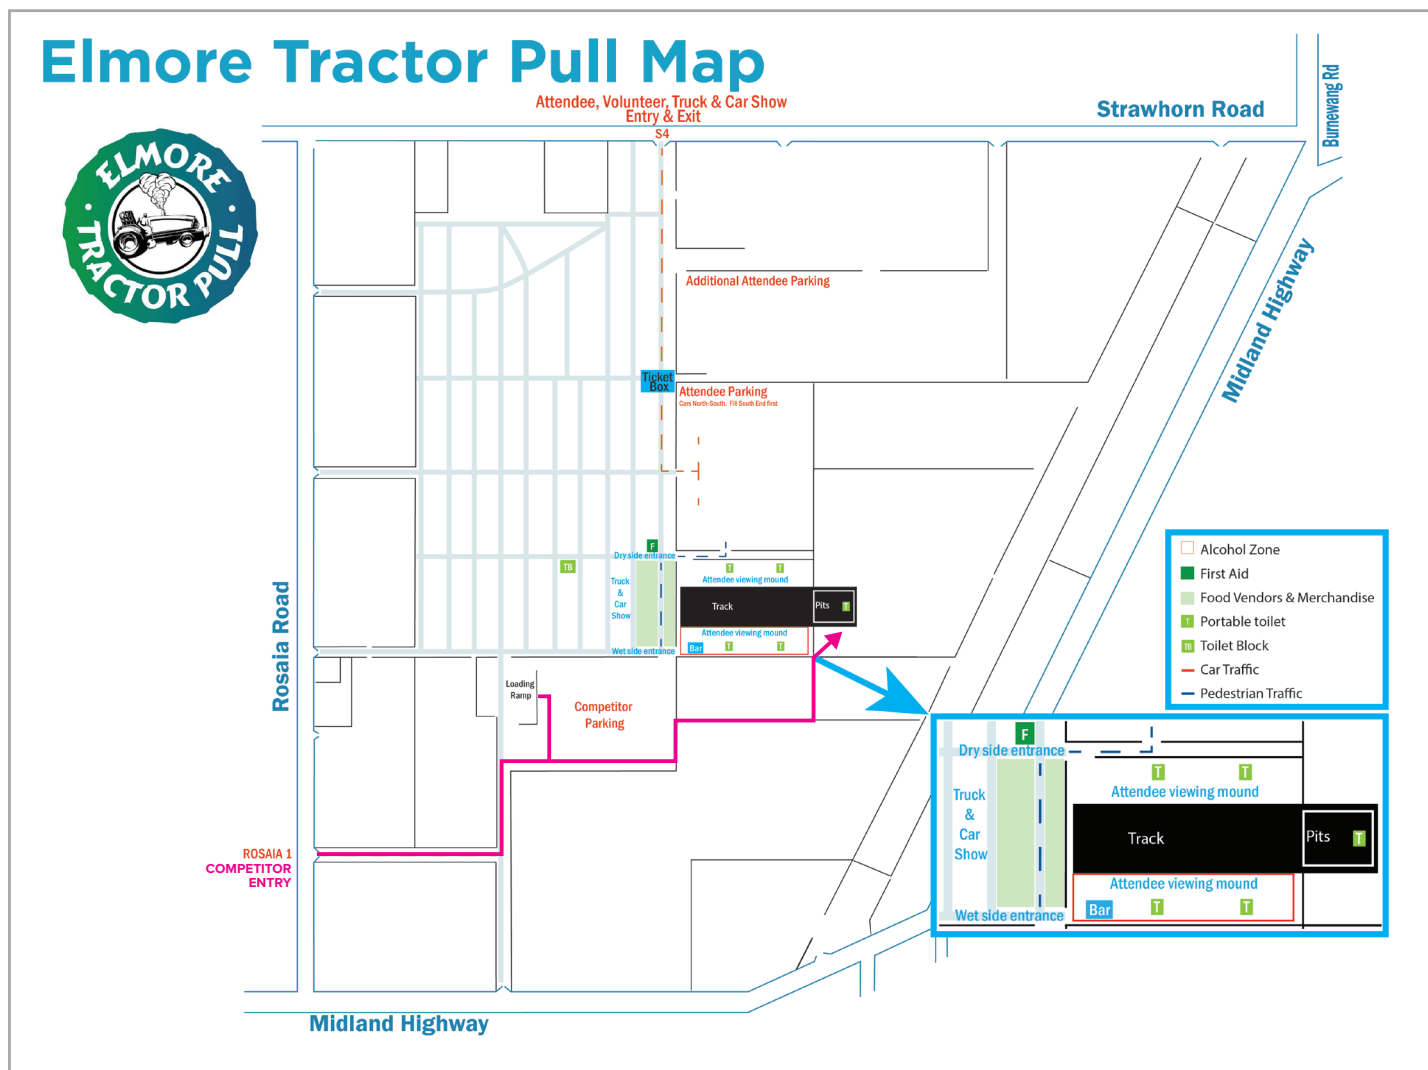 Elmore Tractor Pull Map
Attendee, Volunteer, Truck & Car Show
Entry & Exit
S4
Strawhorn Road
Burnewang Rd
ELMORE
TRACTOR PULL
Additional Attendee Parking
Midland Highway
Ticket
Box
Attendee Parking
Cars North-South. Fill South End first
F
Dry side entrance
TB
T
T
Attendee viewing mound
Truck
&
Car
Show
Track
Pits
T
Attendee viewing mound
Wet side entrance
Bar
T
T
Rosaia Road
Loading
Ramp
Competitor
Parking
ROSAIA 1
COMPETITOR
ENTRY
Midland Highway
Alcohol Zone
First Aid
Food Vendors & Merchandise
T Portable toilet
TB Toilet Block
Car Traffic
Pedestrian Traffic
F
Dry side entrance
T
T
Attendee viewing mound
Truck
&
Car
Show
Track
Pits
T
Attendee viewing mound
Wet side entrance
Bar
T
T